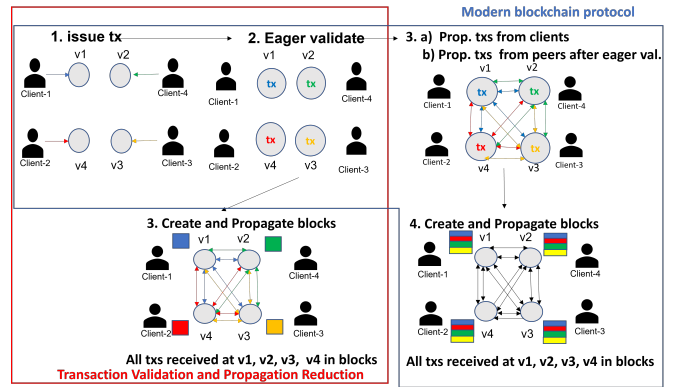 Modern blockchain protocol
1. issue tx
2. Eager validate
3. a) Prop. txs from clients
b) Prop. txs from peers after eager val.
v1
v2
v1
v2
v1
v2
Client-1
Client-4
Client-1
tx
tx
Client-4
Client-1
tx
tx
Client-4
Client-2
v4
v3
Client-3
Client-2
tx
tx
v4
v3
Client-3
Client-2
tx
tx
v4
v3
Client-3
3. Create and Propagate blocks
4. Create and Propagate blocks
v1
v2
v1
v2
Client-1
Client-4
Client-1
Client-4
Client-2
v4
v3
Client-3
Client-2
v4
v3
Client-3
All txs received at v1, v2, v3, v4 in blocks
All txs received at v1, v2, v3, v4 in blocks
Transaction Validation and Propagation Reduction